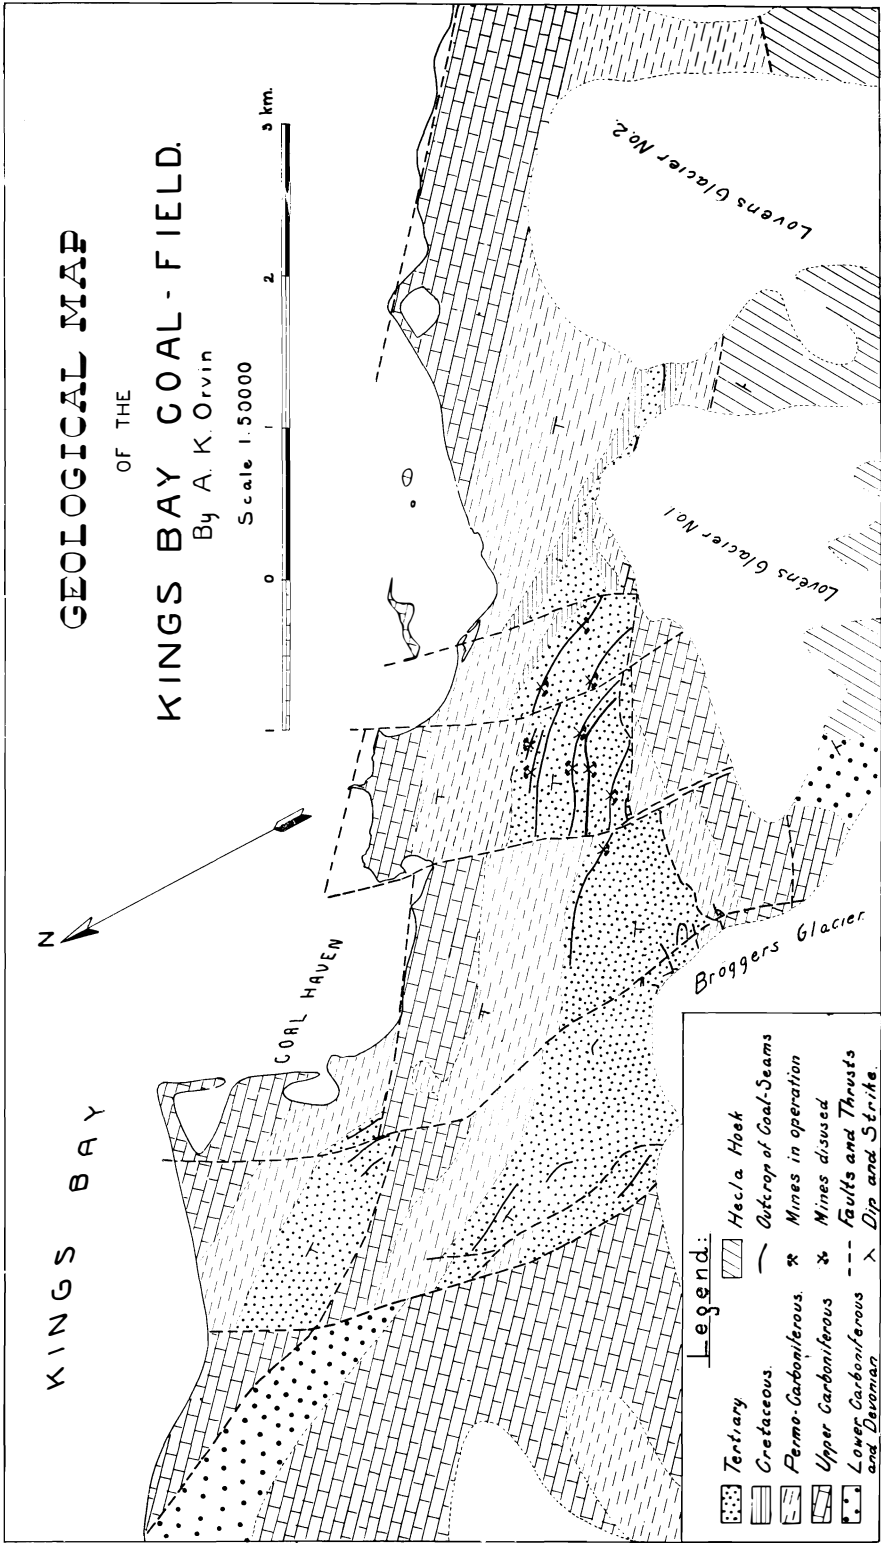 GEOLOGICAL MAP
OF THE
KINGS BAY COAL-FIELD.
By A. K. Orvin
Scale 1:50000
1 0 1 2 3 km.
N
KINGS BAY
COAL HAVEN
Lovens Glacier No.2
Lovéns Glacier No.1
Broggers Glacier
Legend:
Tertiary
Cretaceous.
Permo-Carboniferous.
Upper Carboniferous
Lower Carboniferous
and Devonian
Hecla Hoek
Outcrop of Coal-Seams
Mines in operation
Mines disused
Faults and Thrusts
Dip and Strike.